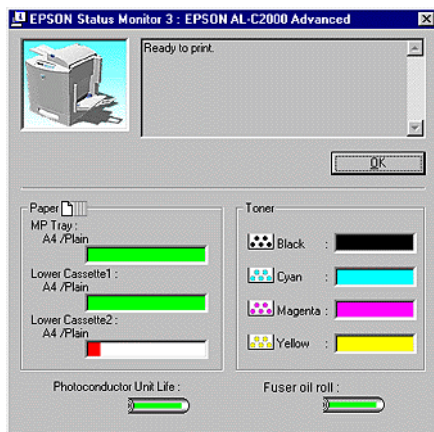 EPSON Status Monitor 3 : EPSON AL-C2000 Advanced
Ready to print.
OK
Paper
MP Tray :
A4 /Plain
Lower Cassette1 :
A4 /Plain
Lower Cassette2 :
A4 /Plain
Toner
Black :
Cyan :
Magenta :
Yellow :
Photoconductor Unit Life :
Fuser oil roll :